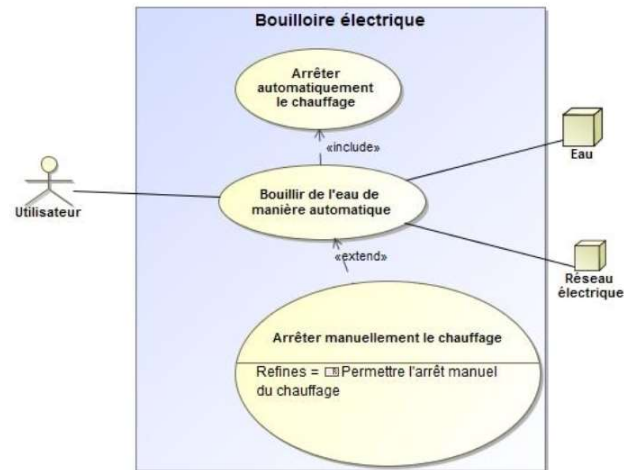 Bouilloire électrique
Arrêter
automatiquement
le chauffage
«include»
Eau
Bouillir de l'eau de
manière automatique
Utilisateur
«extend»
Réseau
électrique
Arrêter manuellement le chauffage
Refines = Permettre l'arrêt manuel
du chauffage